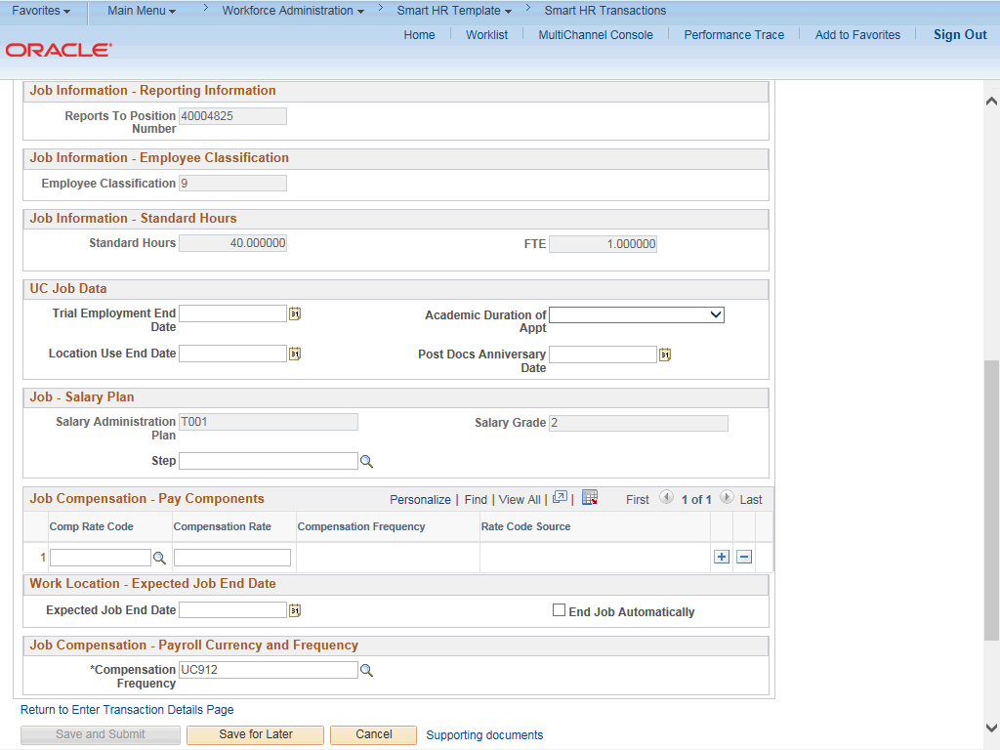 Favorites Main Menu > Workforce Administration > Smart HR Template > Smart HR Transactions
Home Worklist MultiChannel Console Performance Trace Add to Favorites Sign Out
ORACLE
Job Information - Reporting Information
Reports To Position 40004825
Number
Job Information - Employee Classification
Employee Classification 9
Job Information - Standard Hours
Standard Hours 40.000000 FTE 1.000000
UC Job Data
Trial Employment End Academic Duration of
Date Appt
Location Use End Date Post Docs Anniversary
Date
Job - Salary Plan
Salary Administration T001 Salary Grade 2
Plan
Step
Job Compensation - Pay Components Personalize | Find | View All | | First 1 of 1 Last
Comp Rate Code Compensation Rate Compensation Frequency Rate Code Source
1
Work Location - Expected Job End Date
Expected Job End Date End Job Automatically
Job Compensation - Payroll Currency and Frequency
*Compensation UC912
Frequency
Return to Enter Transaction Details Page
Save and Submit Save for Later Cancel Supporting documents